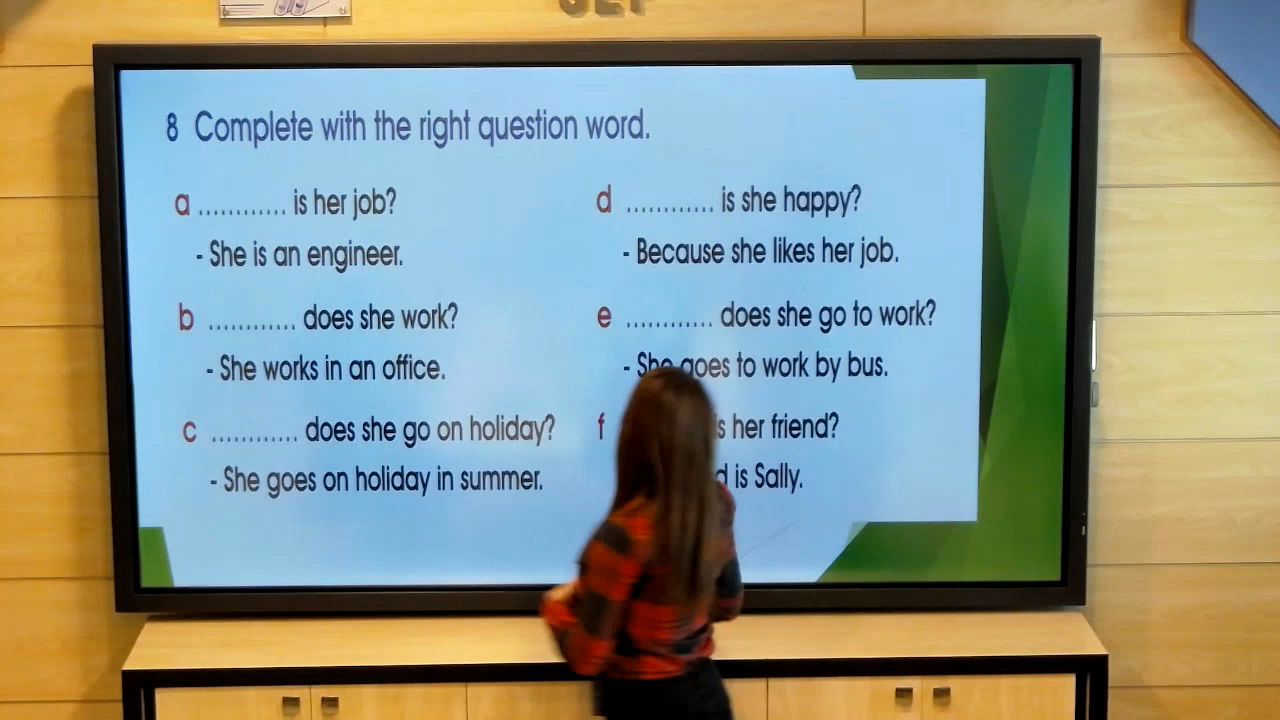 8 Complete with the right question word.
a ............ is her job?
- She is an engineer.
b ............ does she work?
- She works in an office.
c ............ does she go on holiday?
- She goes on holiday in summer.
d ............ is she happy?
- Because she likes her job.
e ............ does she go to work?
- She goes to work by bus.
f is her friend?
is Sally.